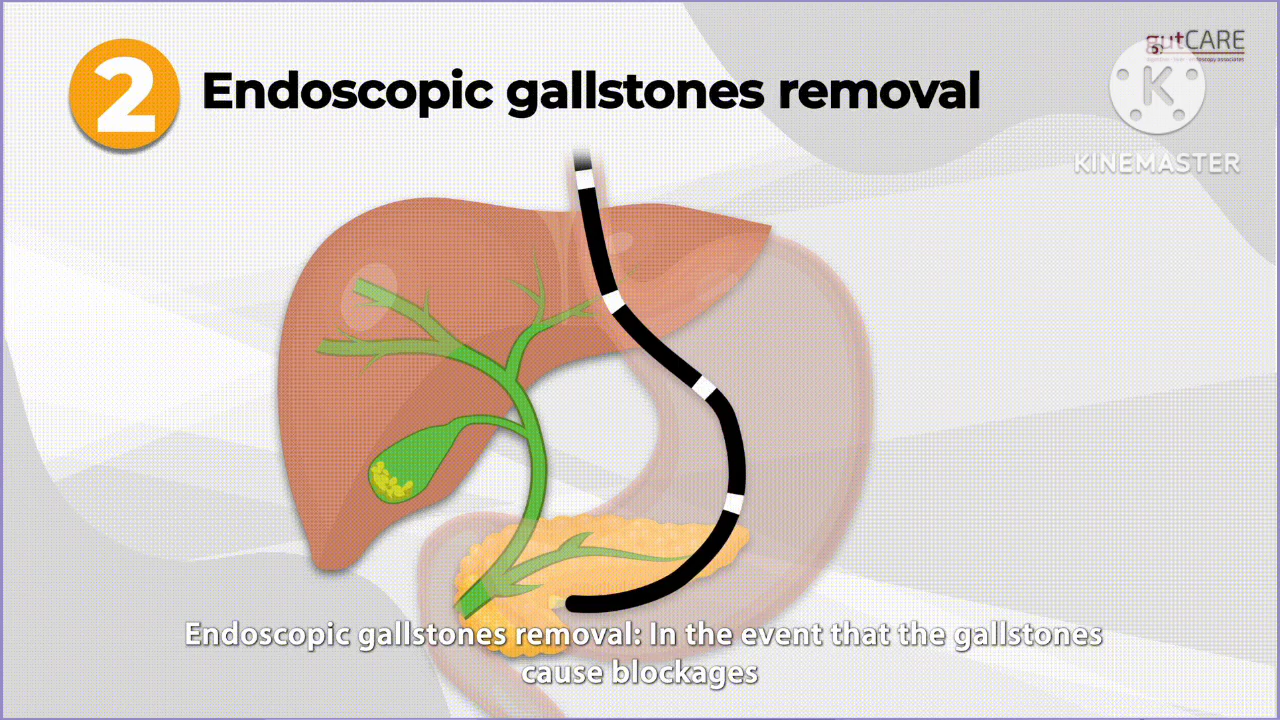 2
Endoscopic gallstones removal
gutCARE
K
KINEMASTER
Endoscopic gallstones removal: In the event that the gallstones
cause blockages